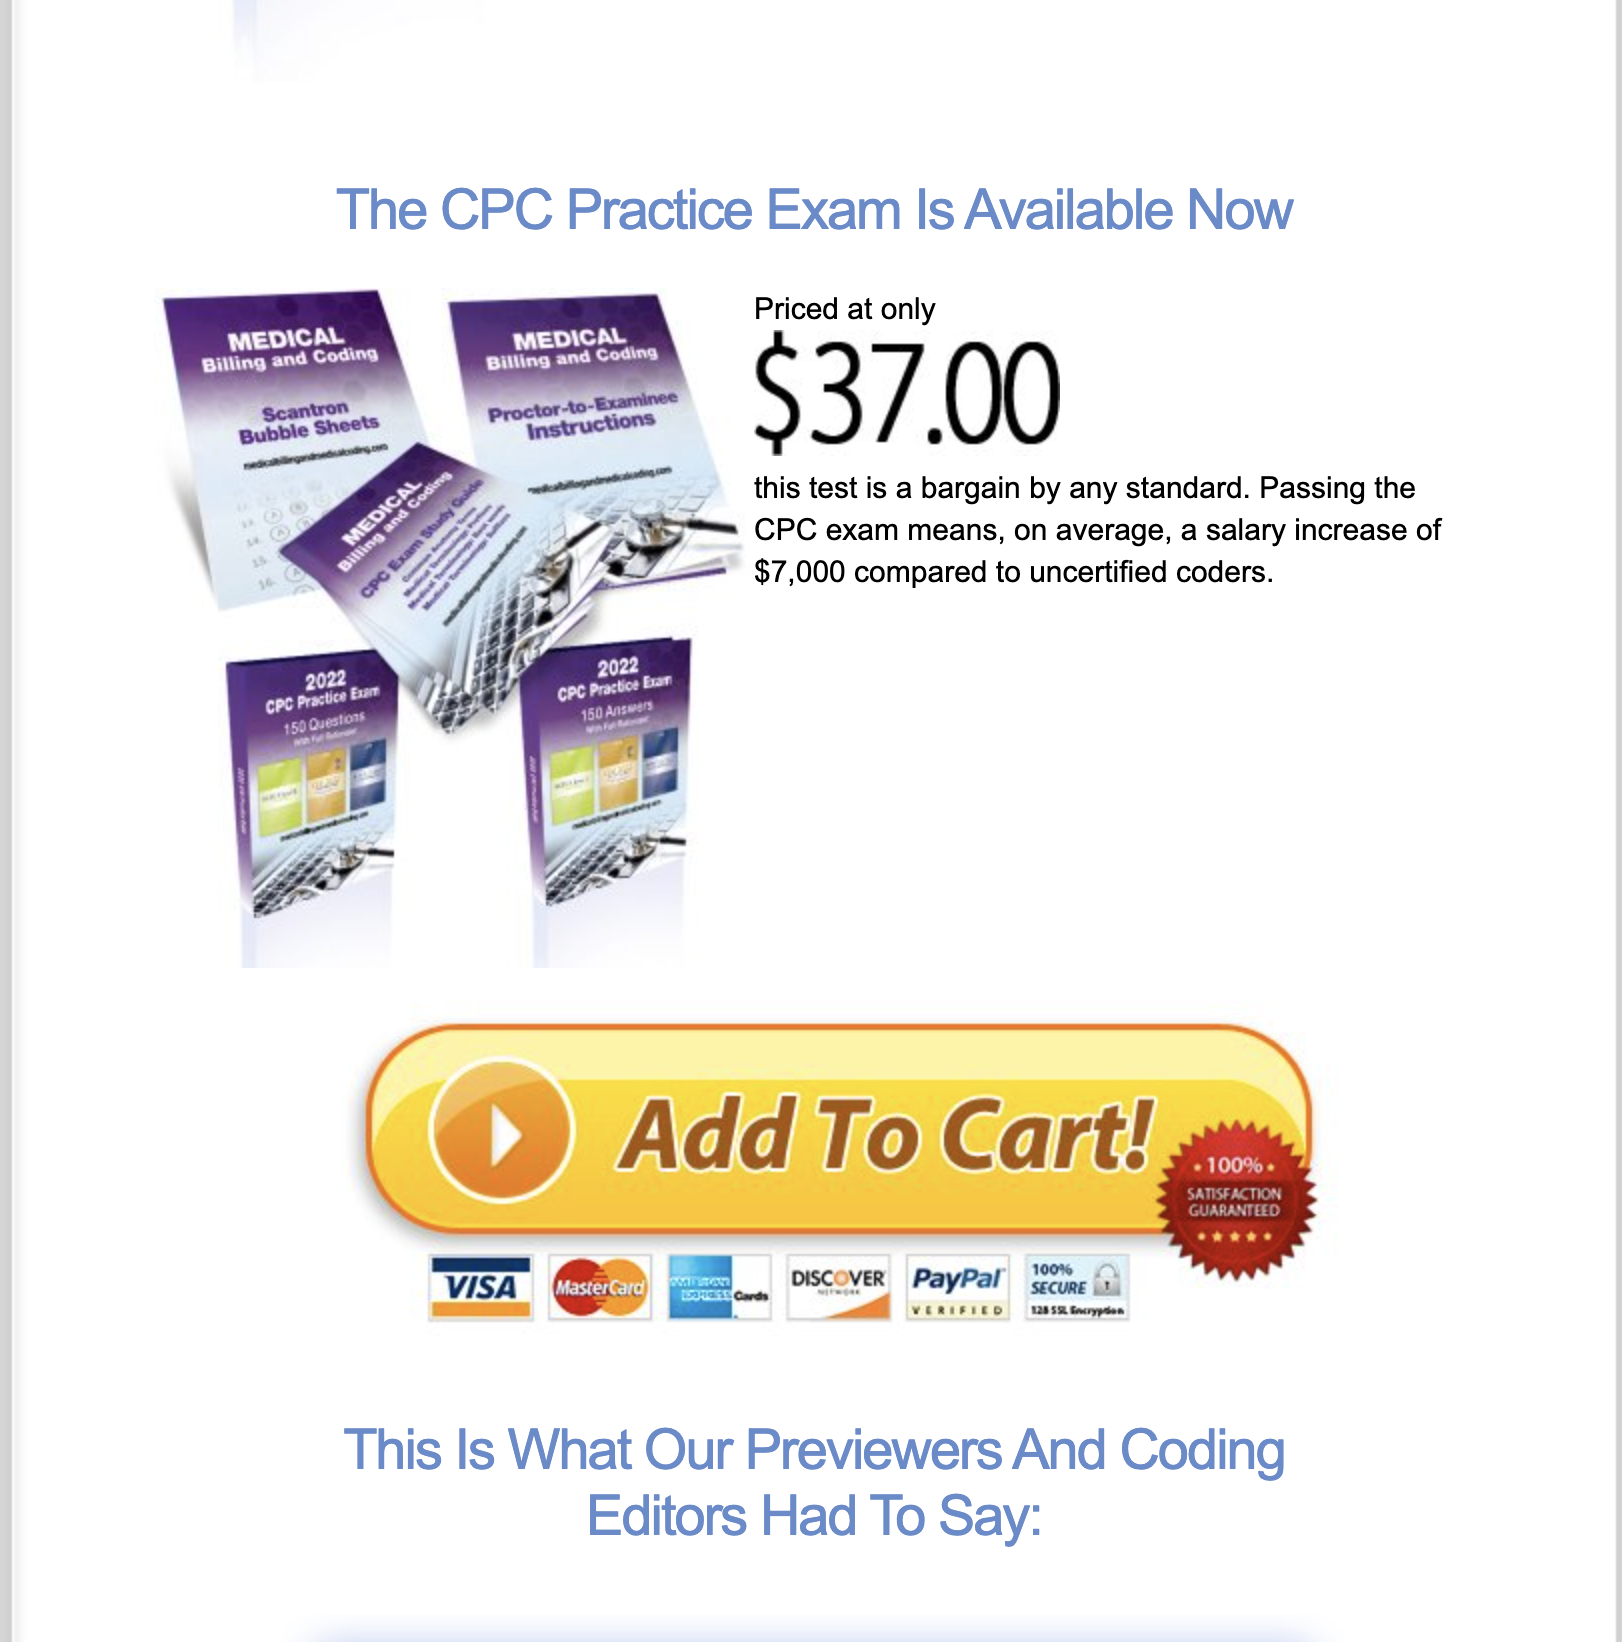 The CPC Practice Exam Is Available Now
MEDICAL
Billing and Coding
Scantron
Bubble Sheets
medicalbillingandmedicalcoding.com
MEDICAL
Billing and Coding
Proctor-to-Examinee
Instructions
medicalbillingandmedicalcoding.com
MEDICAL
Billing and Coding
CPC Exam Study Guide
2022
CPC Practice Exam
150 Questions
With Full Rationale!
2022
CPC Practice Exam
150 Answers
With Full Rationale!
Priced at only
$37.00
this test is a bargain by any standard. Passing the
CPC exam means, on average, a salary increase of
$7,000 compared to uncertified coders.
Add To Cart!
100%
SATISFACTION
GUARANTEED
VISA
MasterCard
AMERICAN
EXPRESS Cards
DISCOVER
NETWORK
PayPal
VERIFIED
100%
SECURE
128 SSL Encryption
This Is What Our Previewers And Coding
Editors Had To Say: